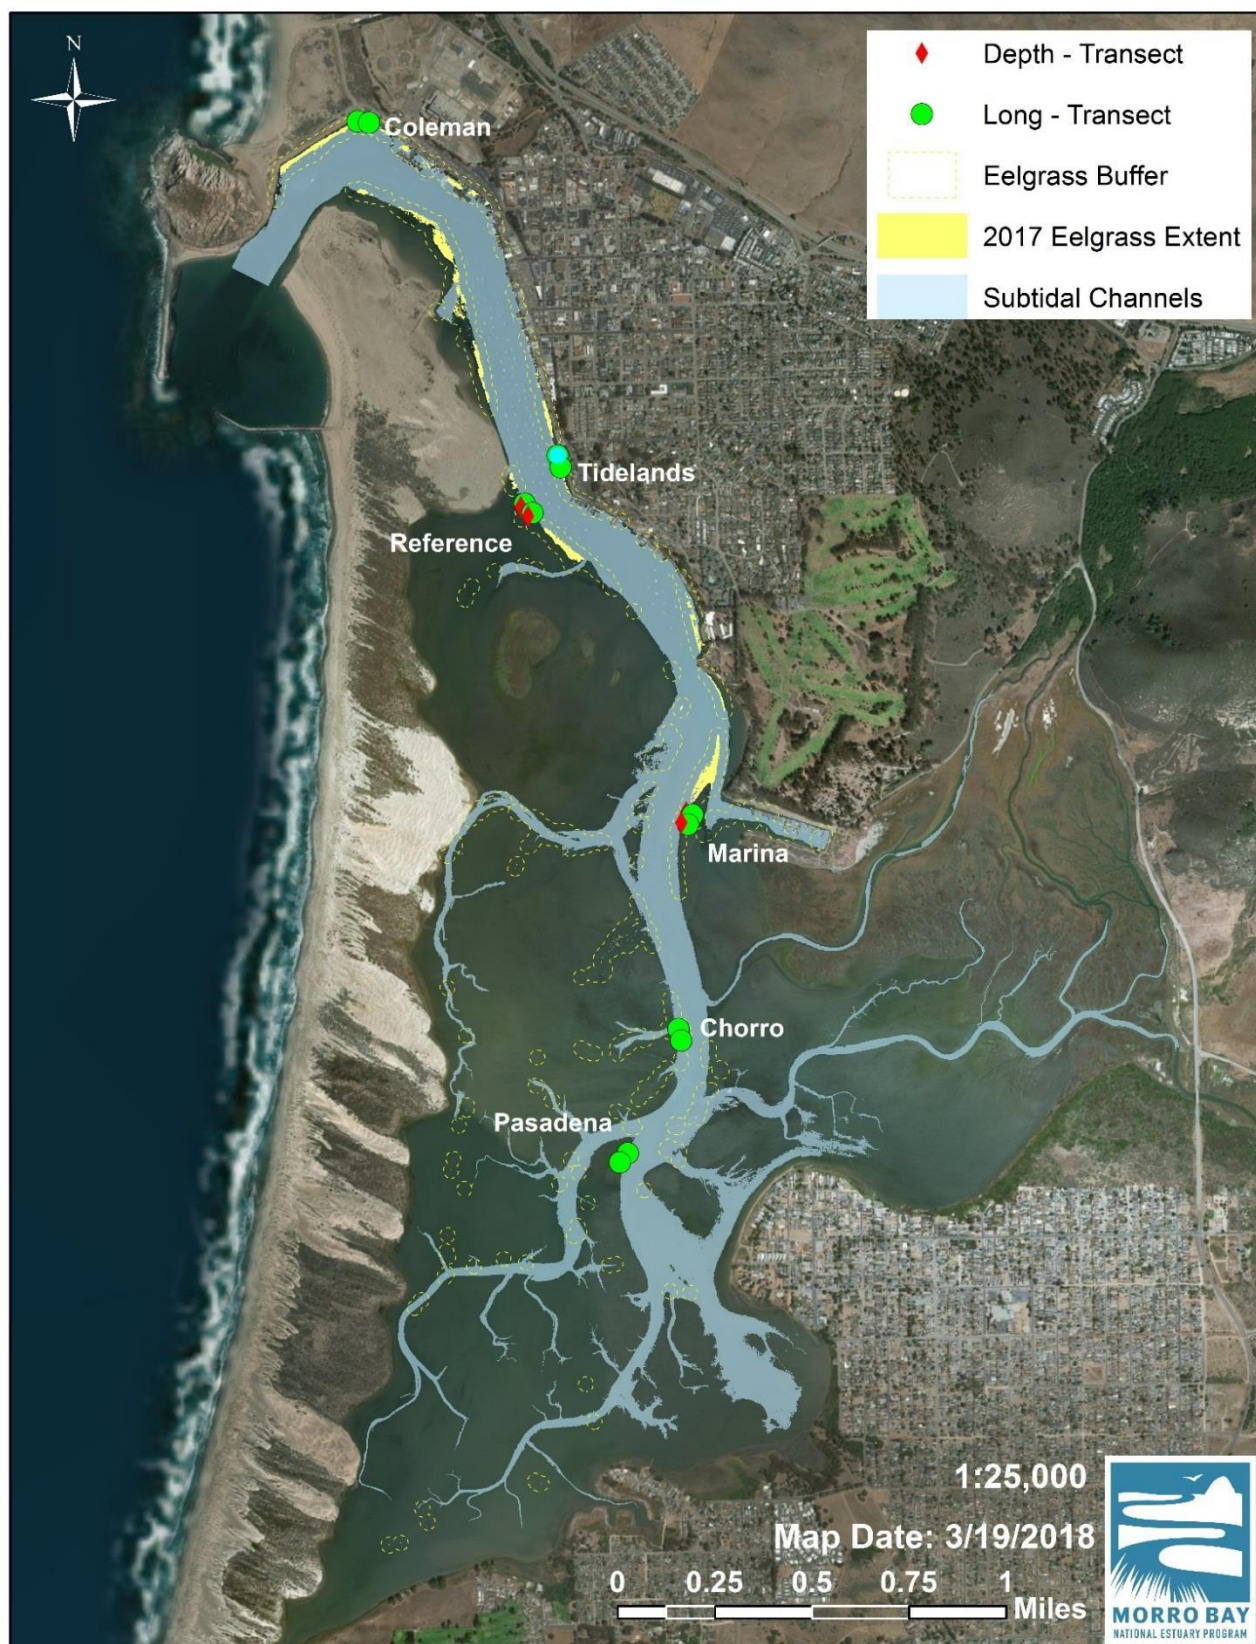 N
Depth - Transect
Long - Transect
Eelgrass Buffer
2017 Eelgrass Extent
Subtidal Channels
Coleman
Tidelands
Reference
Marina
Chorro
Pasadena
1:25,000
Map Date: 3/19/2018
0 0.25 0.5 0.75 1
Miles
MORRO BAY
NATIONAL ESTUARY PROGRAM